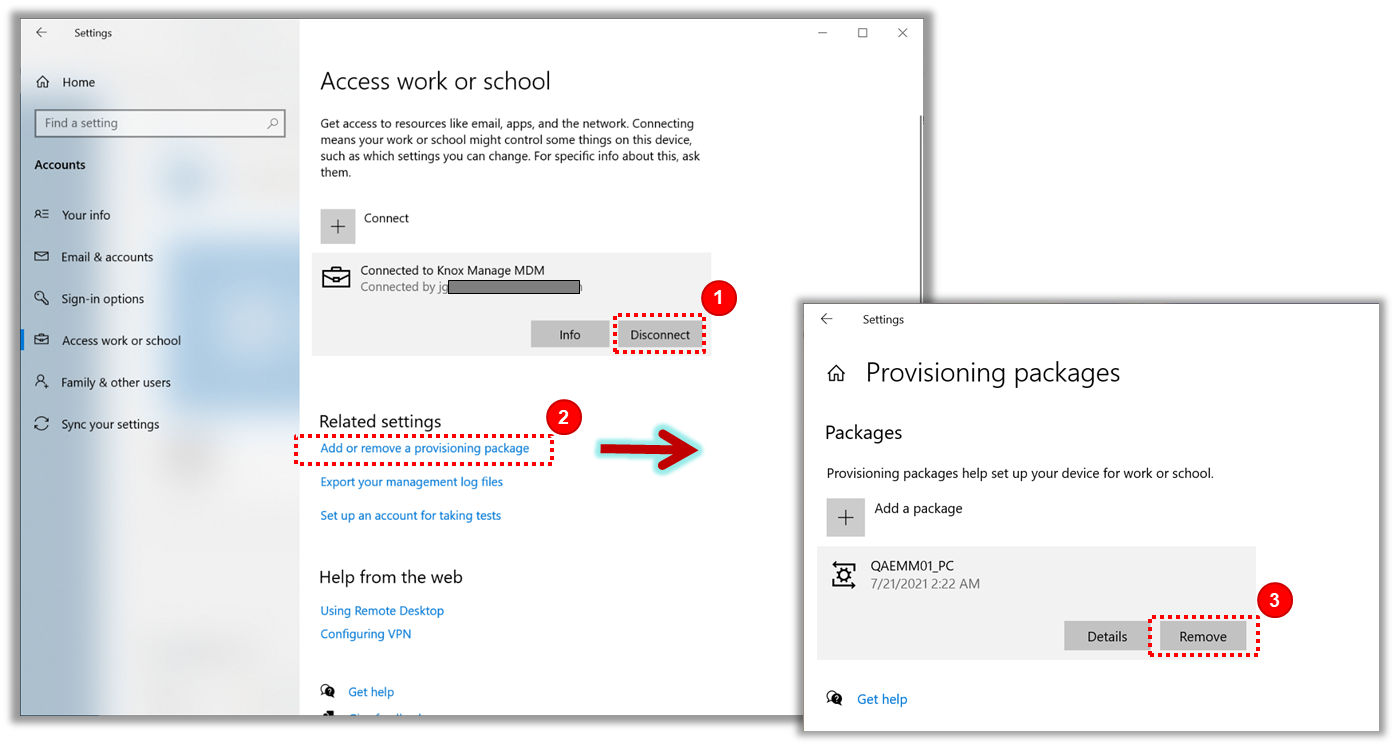 Settings
Home
Find a setting
Accounts
Your info
Email & accounts
Sign-in options
Access work or school
Family & other users
Sync your settings
Access work or school
Get access to resources like email, apps, and the network. Connecting
means your work or school might control some things on this device,
such as which settings you can change. For specific info about this, ask
them.
Connect
Connected to Knox Manage MDM
Connected by jg
1
Info
Disconnect
Related settings
2
Add or remove a provisioning package
Export your management log files
Set up an account for taking tests
Help from the web
Using Remote Desktop
Configuring VPN
Get help
Settings
Provisioning packages
Packages
Provisioning packages help set up your device for work or school.
Add a package
QAEMM01_PC
7/21/2021 2:22 AM
3
Details
Remove
Get help